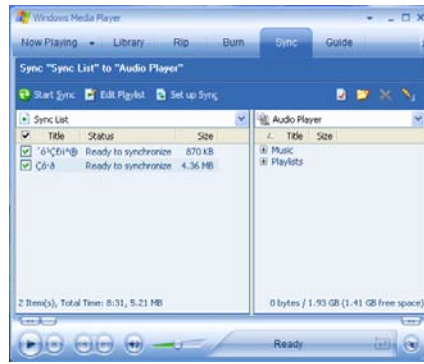 Windows Media Player
Now Playing Library Rip Burn Sync Guide
Sync "Sync List" to "Audio Player"
Start Sync Edit Playlist Set up Sync
Sync List Audio Player
Title Status Size Title Size
Ready to synchronize 870 KB Music
Ready to synchronize 4.36 MB Playlists
2 Item(s), Total Time: 8:31, 5.21 MB 0 bytes / 1.93 GB (1.41 GB free space)
Ready